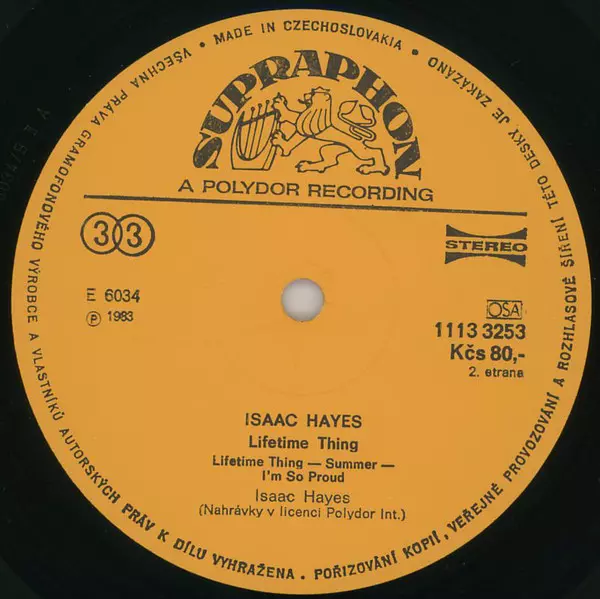 • MADE IN CZECHOSLOVAKIA •
VŠECHNA PRÁVA GRAMOFONOVÉHO VÝROBCE A VLASTNÍKŮ AUTORSKÝCH PRÁV K DÍLU VYHRAŽENA. • POŘIZOVÁNÍ KOPIÍ, VEŘEJNÉ PROVOZOVÁNÍ A ROZHLASOVÉ ŠÍŘENÍ TÉTO DESKY JE ZAKÁZÁNO
SUPRAPHON
A POLYDOR RECORDING
33
STEREO
E 6034
℗ 1983
OSA
1113 3253
Kčs 80,-
2. strana
ISAAC HAYES
Lifetime Thing
Lifetime Thing — Summer —
I'm So Proud
Isaac Hayes
(Nahrávky v licenci Polydor Int.)